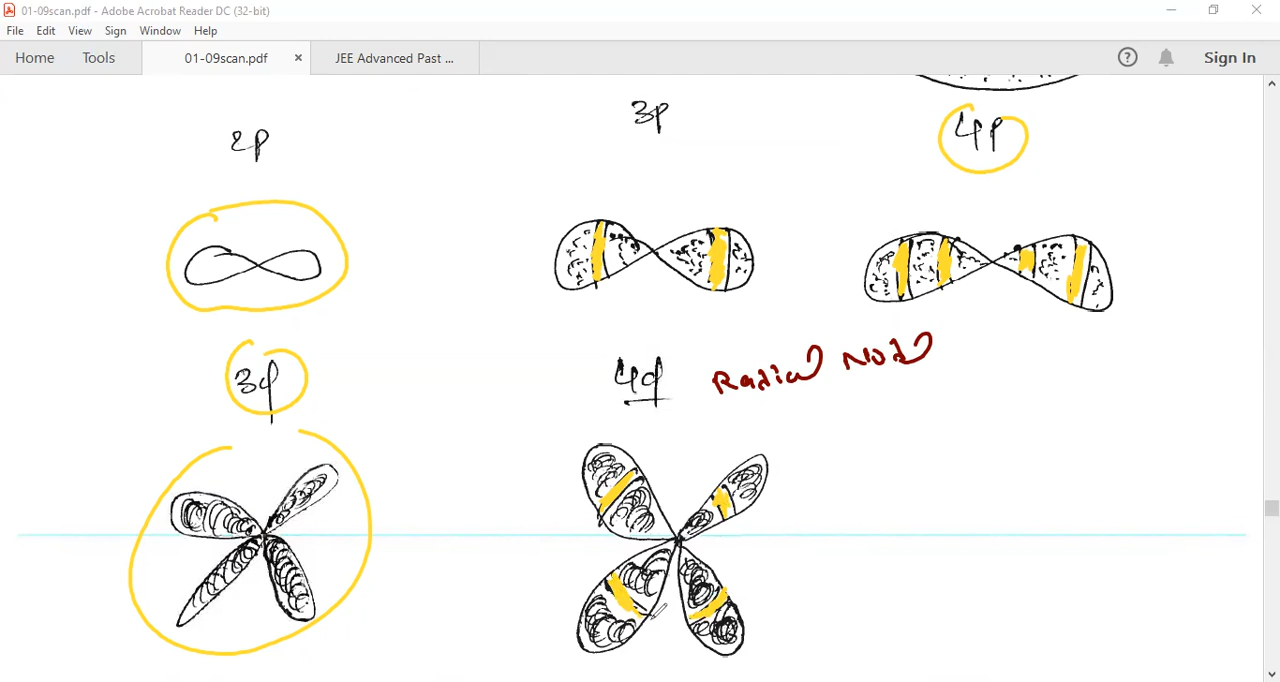 01-09scan.pdf - Adobe Acrobat Reader DC (32-bit)
File Edit View Sign Window Help
Home Tools 01-09scan.pdf × JEE Advanced Past ... Sign In
2p 3p 4p
3d 4d Radial Node